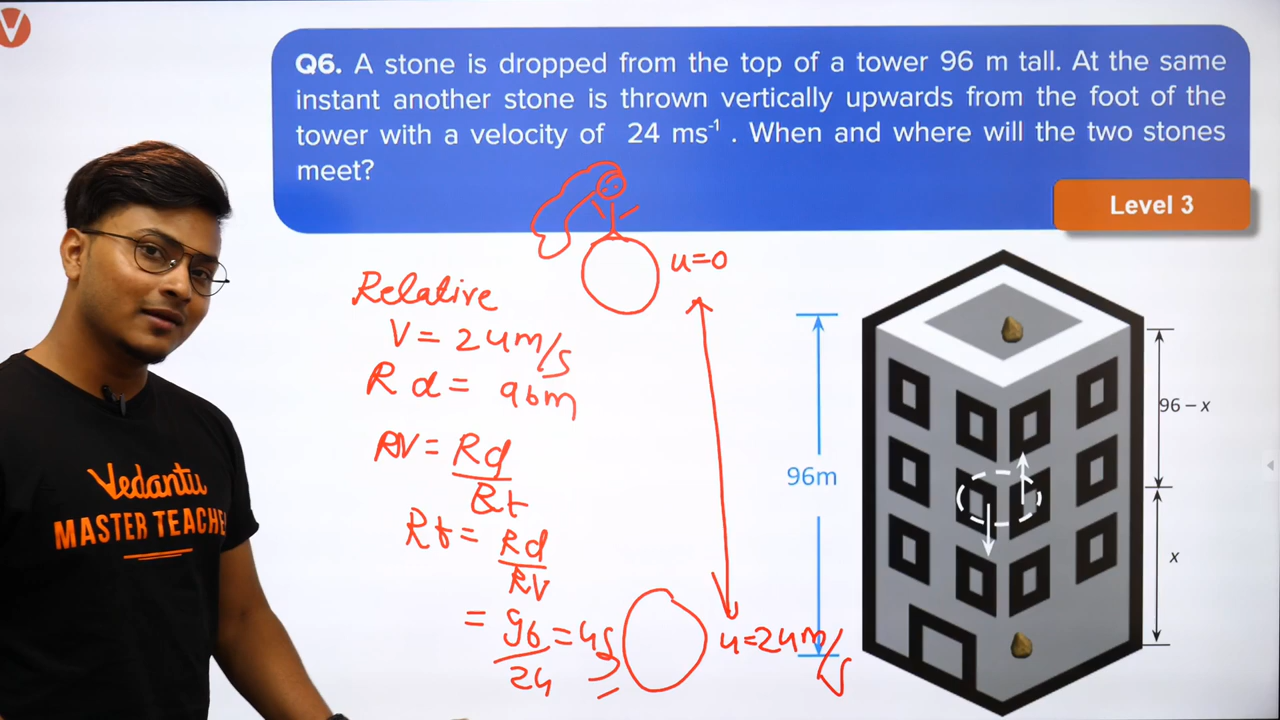 V
Q6. A stone is dropped from the top of a tower 96 m tall. At the same
instant another stone is thrown vertically upwards from the foot of the
tower with a velocity of 24 ms⁻¹ . When and where will the two stones
meet?
Level 3
u=0
Relative
V = 24m/s
R d = 96m
RV = Rd
Rt
Rt = Rd
RV
= 96 = 4s
24
u=24m/s
96m
96 – x
x
Vedantu
MASTER TEACHE